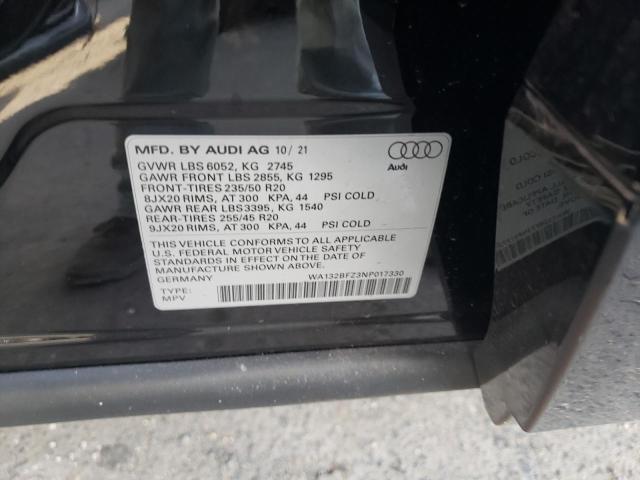 MFD. BY AUDI AG 10/ 21
GVWR LBS 6052, KG 2745
GAWR FRONT LBS 2855, KG 1295
FRONT-TIRES 235/50 R20
8JX20 RIMS, AT 300 KPA, 44 PSI COLD
GAWR REAR LBS3395, KG 1540
REAR-TIRES 255/45 R20
9JX20 RIMS, AT 300 KPA, 44 PSI COLD
Audi
THIS VEHICLE CONFORMS TO ALL APPLICABLE
U.S. FEDERAL MOTOR VEHICLE SAFETY
STANDARDS IN EFFECT ON THE DATE OF
MANUFACTURE SHOWN ABOVE.
GERMANY WA132BFZ3NP017330
TYPE:
MPV